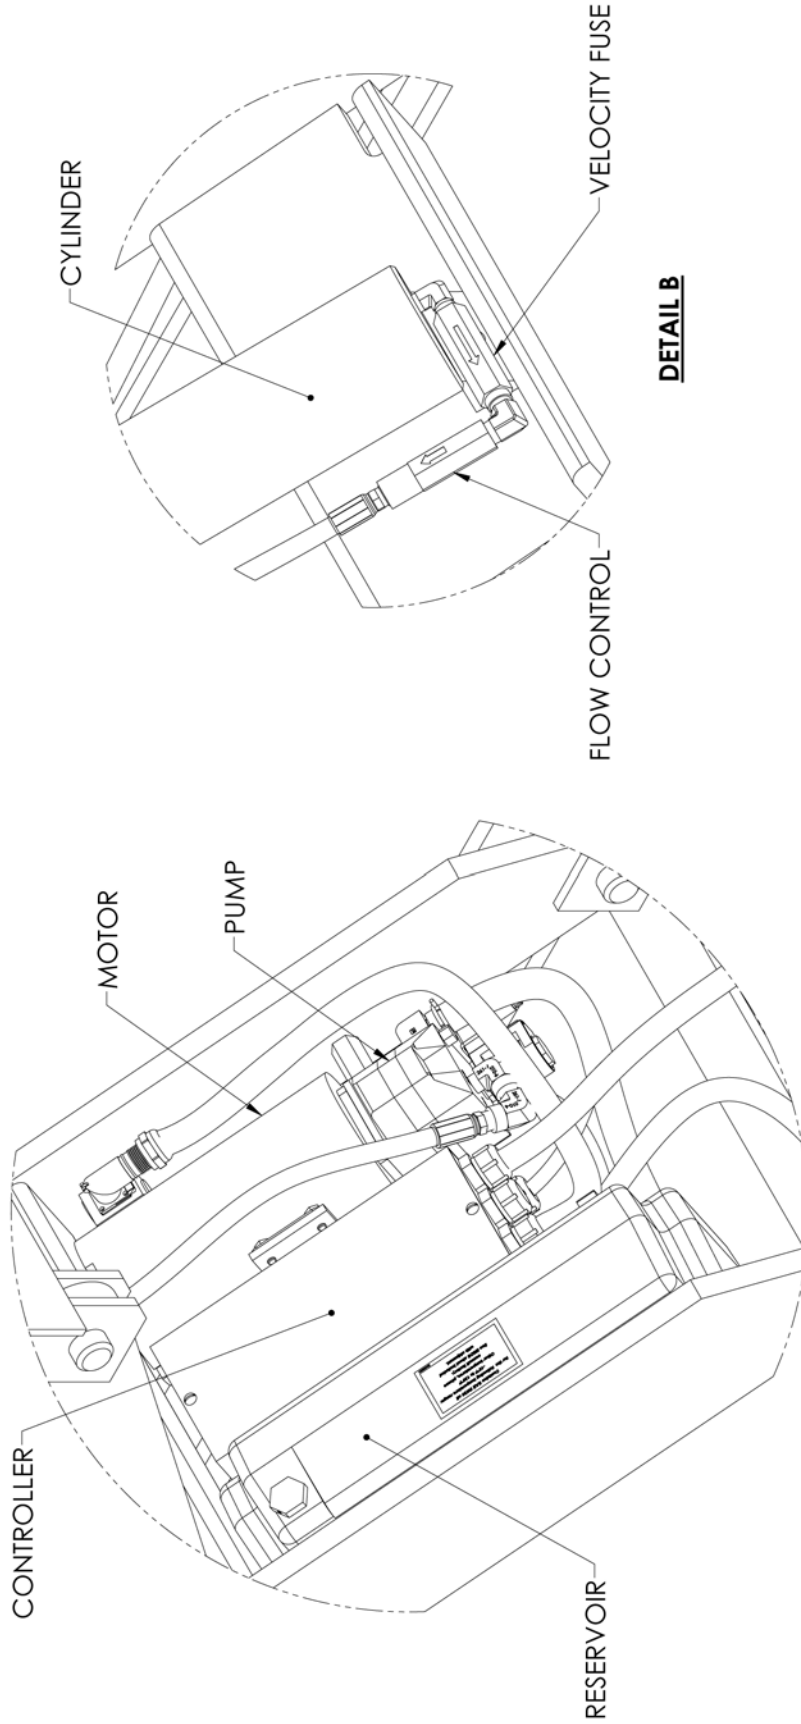 CONTROLLER
MOTOR
PUMP
RESERVOIR
CYLINDER
FLOW CONTROL
VELOCITY FUSE
DETAIL B